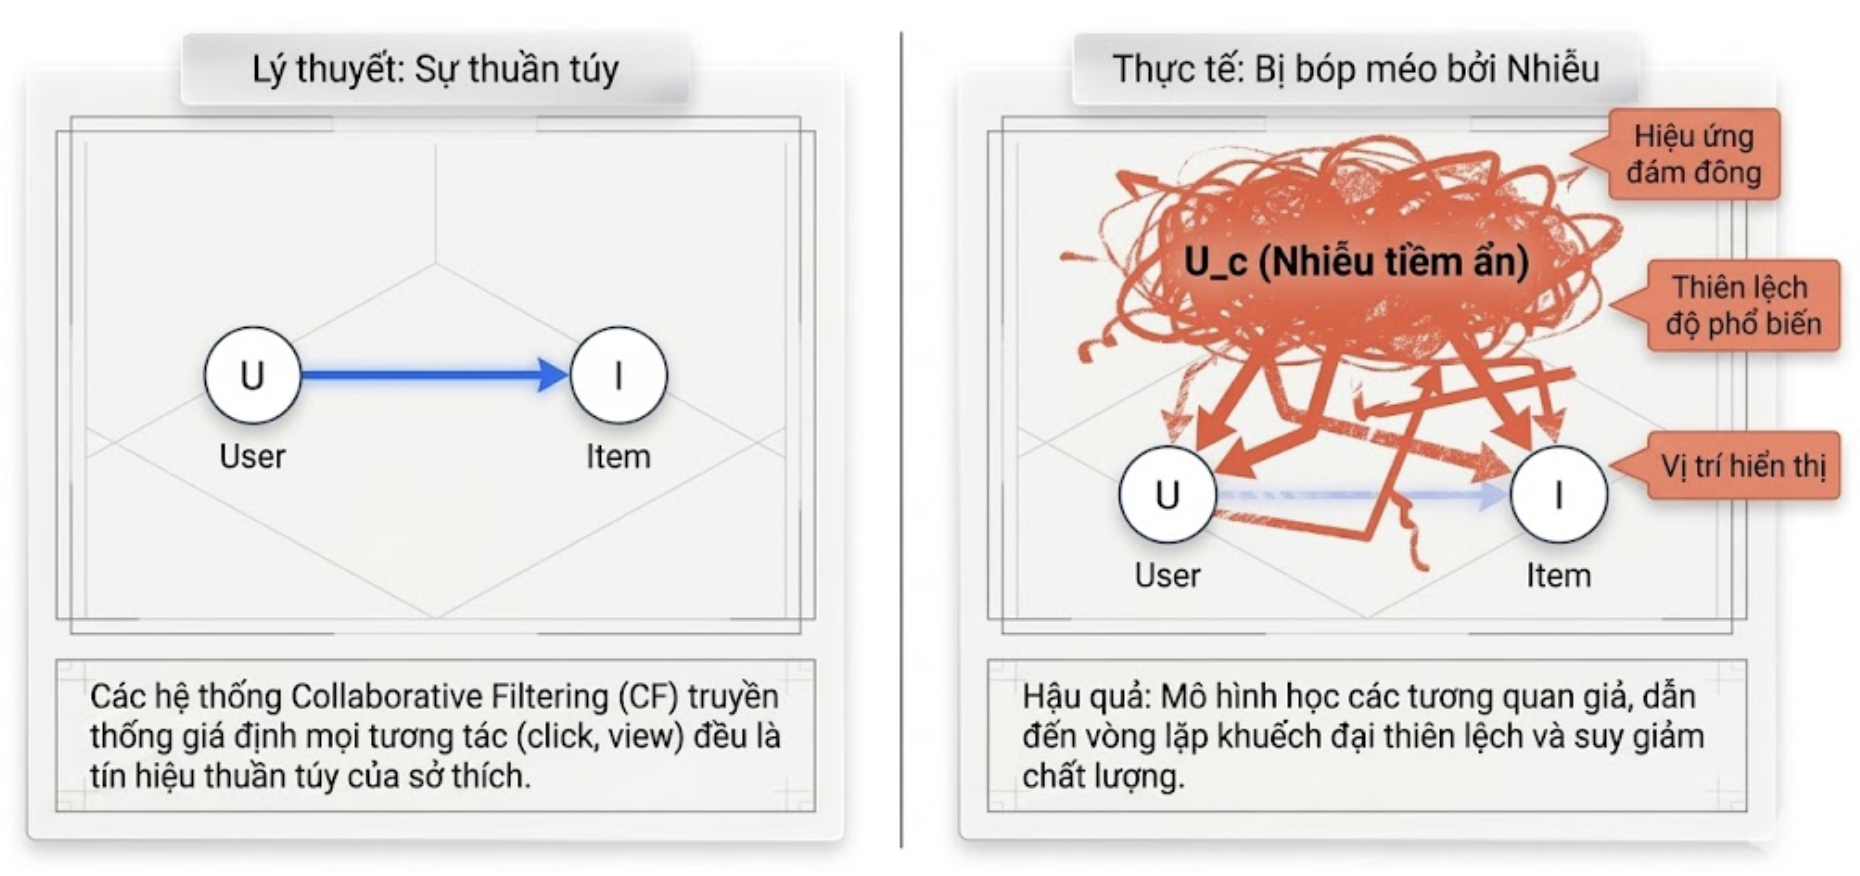 Lý thuyết: Sự thuần túy
U
I
User
Item
Các hệ thống Collaborative Filtering (CF) truyền
thống giả định mọi tương tác (click, view) đều là
tín hiệu thuần túy của sở thích.
Thực tế: Bị bóp méo bởi Nhiễu
Hiệu ứng
đám đông
U_c (Nhiễu tiềm ẩn)
Thiên lệch
độ phổ biến
Vị trí hiển thị
U
I
User
Item
Hậu quả: Mô hình học các tương quan giả, dẫn
đến vòng lặp khuếch đại thiên lệch và suy giảm
chất lượng.